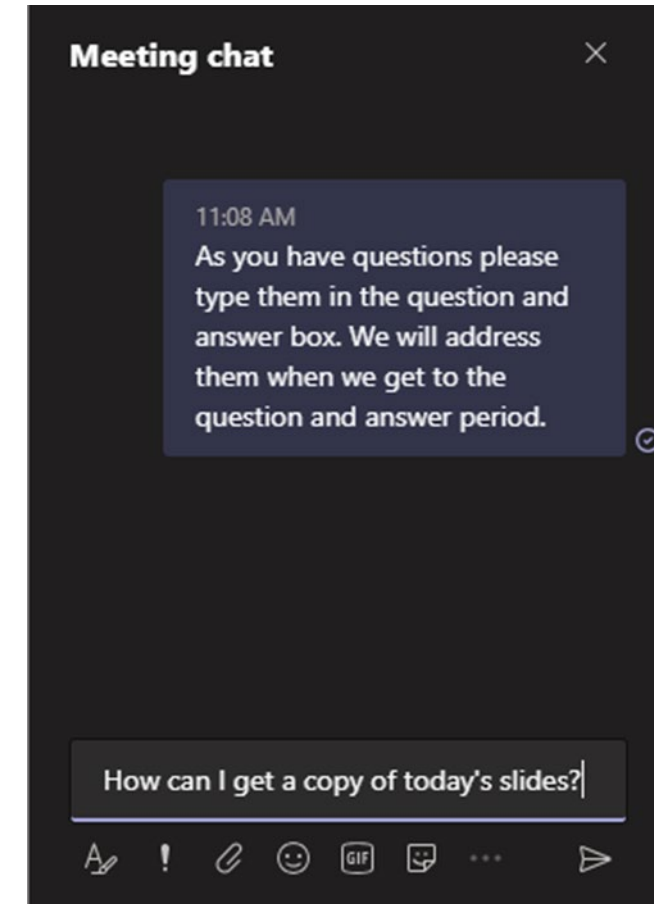 Meeting chat
11:08 AM
As you have questions please
type them in the question and
answer box. We will address
them when we get to the
question and answer period.
How can I get a copy of today's slides?
GIF